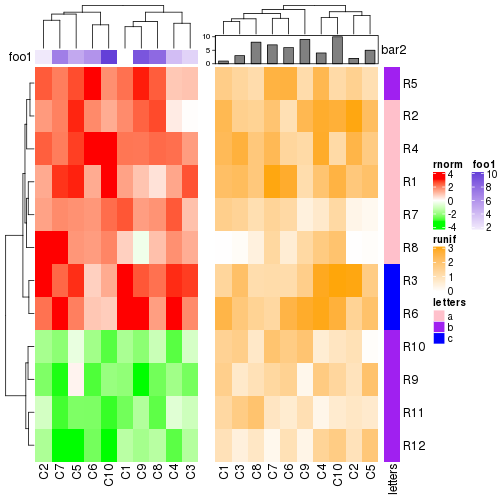 foo1
10
5
0
bar2
R5
R2
R4
R1
R7
R8
R3
R6
R10
R9
R11
R12
C2 C7 C5 C6 C10 C1 C9 C8 C4 C3
C1 C3 C8 C7 C6 C9 C4 C10 C2 C5
letters
rnorm
4
2
0
-2
-4
foo1
10
8
6
4
2
runif
3
2
1
0
letters
a
b
c